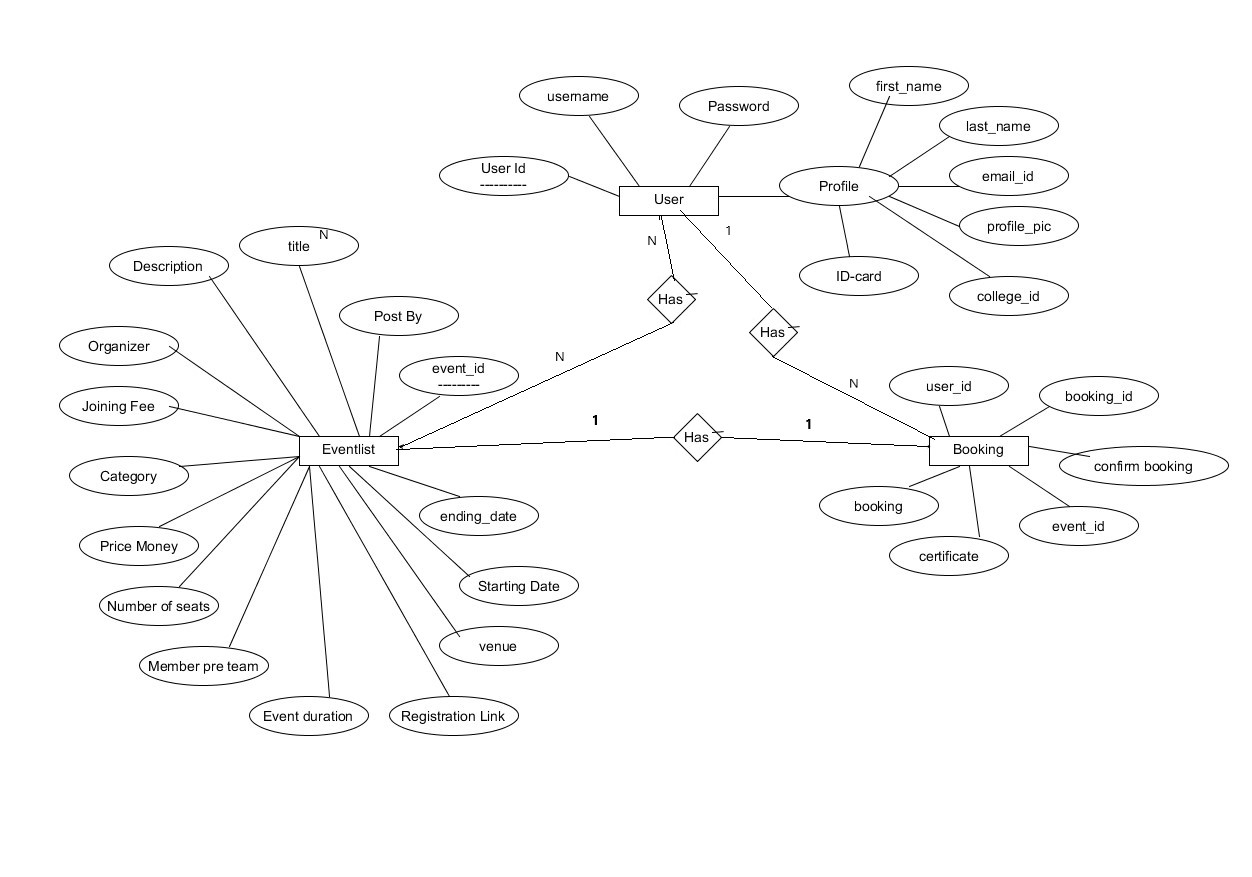 first_name
username
Password
last_name
User Id
----------
email_id
Profile
User
profile_pic
N
title
N
1
Description
ID-card
college_id
Has
Post By
Has
Organizer
N
event_id
---------
N
user_id
booking_id
Joining Fee
1
1
Has
Eventlist
Booking
Category
confirm booking
booking
ending_date
event_id
Price Money
certificate
Starting Date
Number of seats
venue
Member pre team
Event duration
Registration Link